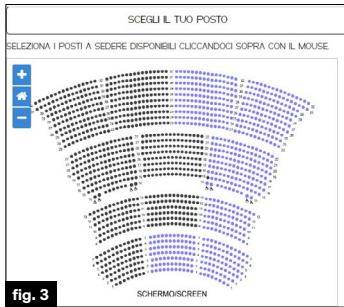 SCEGLI IL TUO POSTO
SELEZIONA I POSTI A SEDERE DISPONIBILI CLICCANDOCI SOPRA CON IL MOUSE.
+
−
SCHERMO/SCREEN
fig. 3